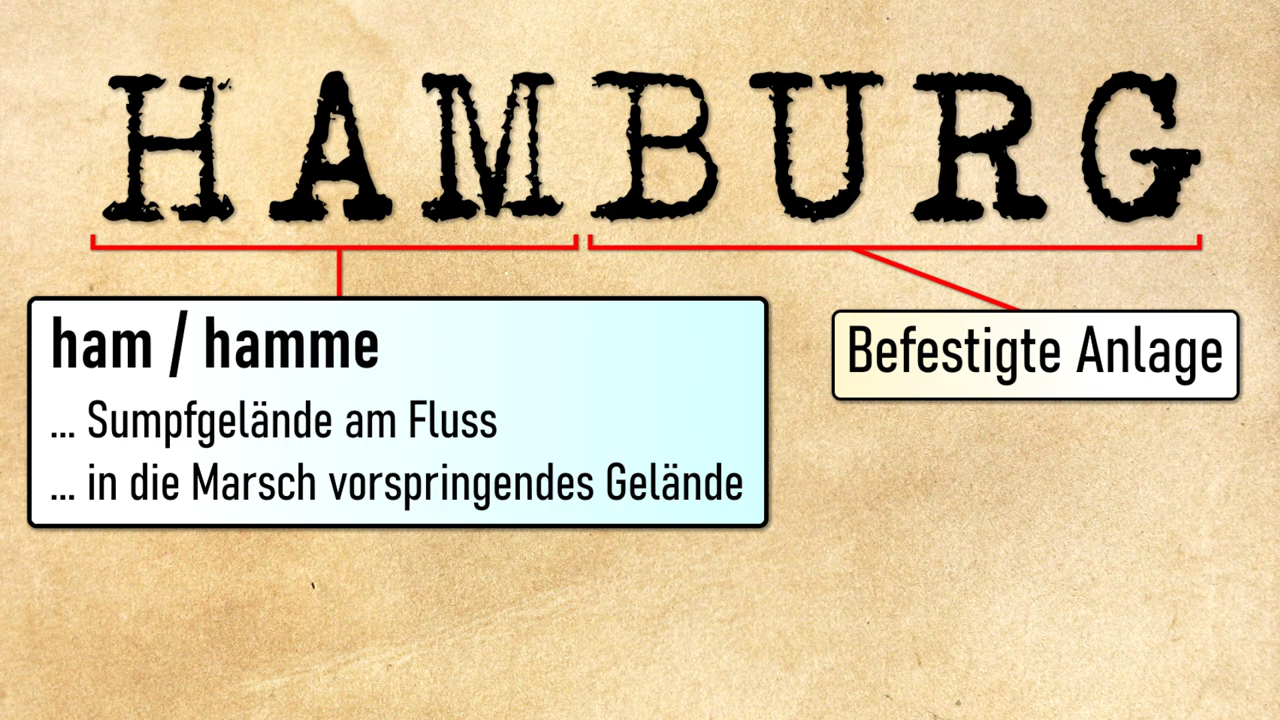 HAMBURG
ham / hamme
... Sumpfgelände am Fluss
... in die Marsch vorspringendes Gelände
Befestigte Anlage